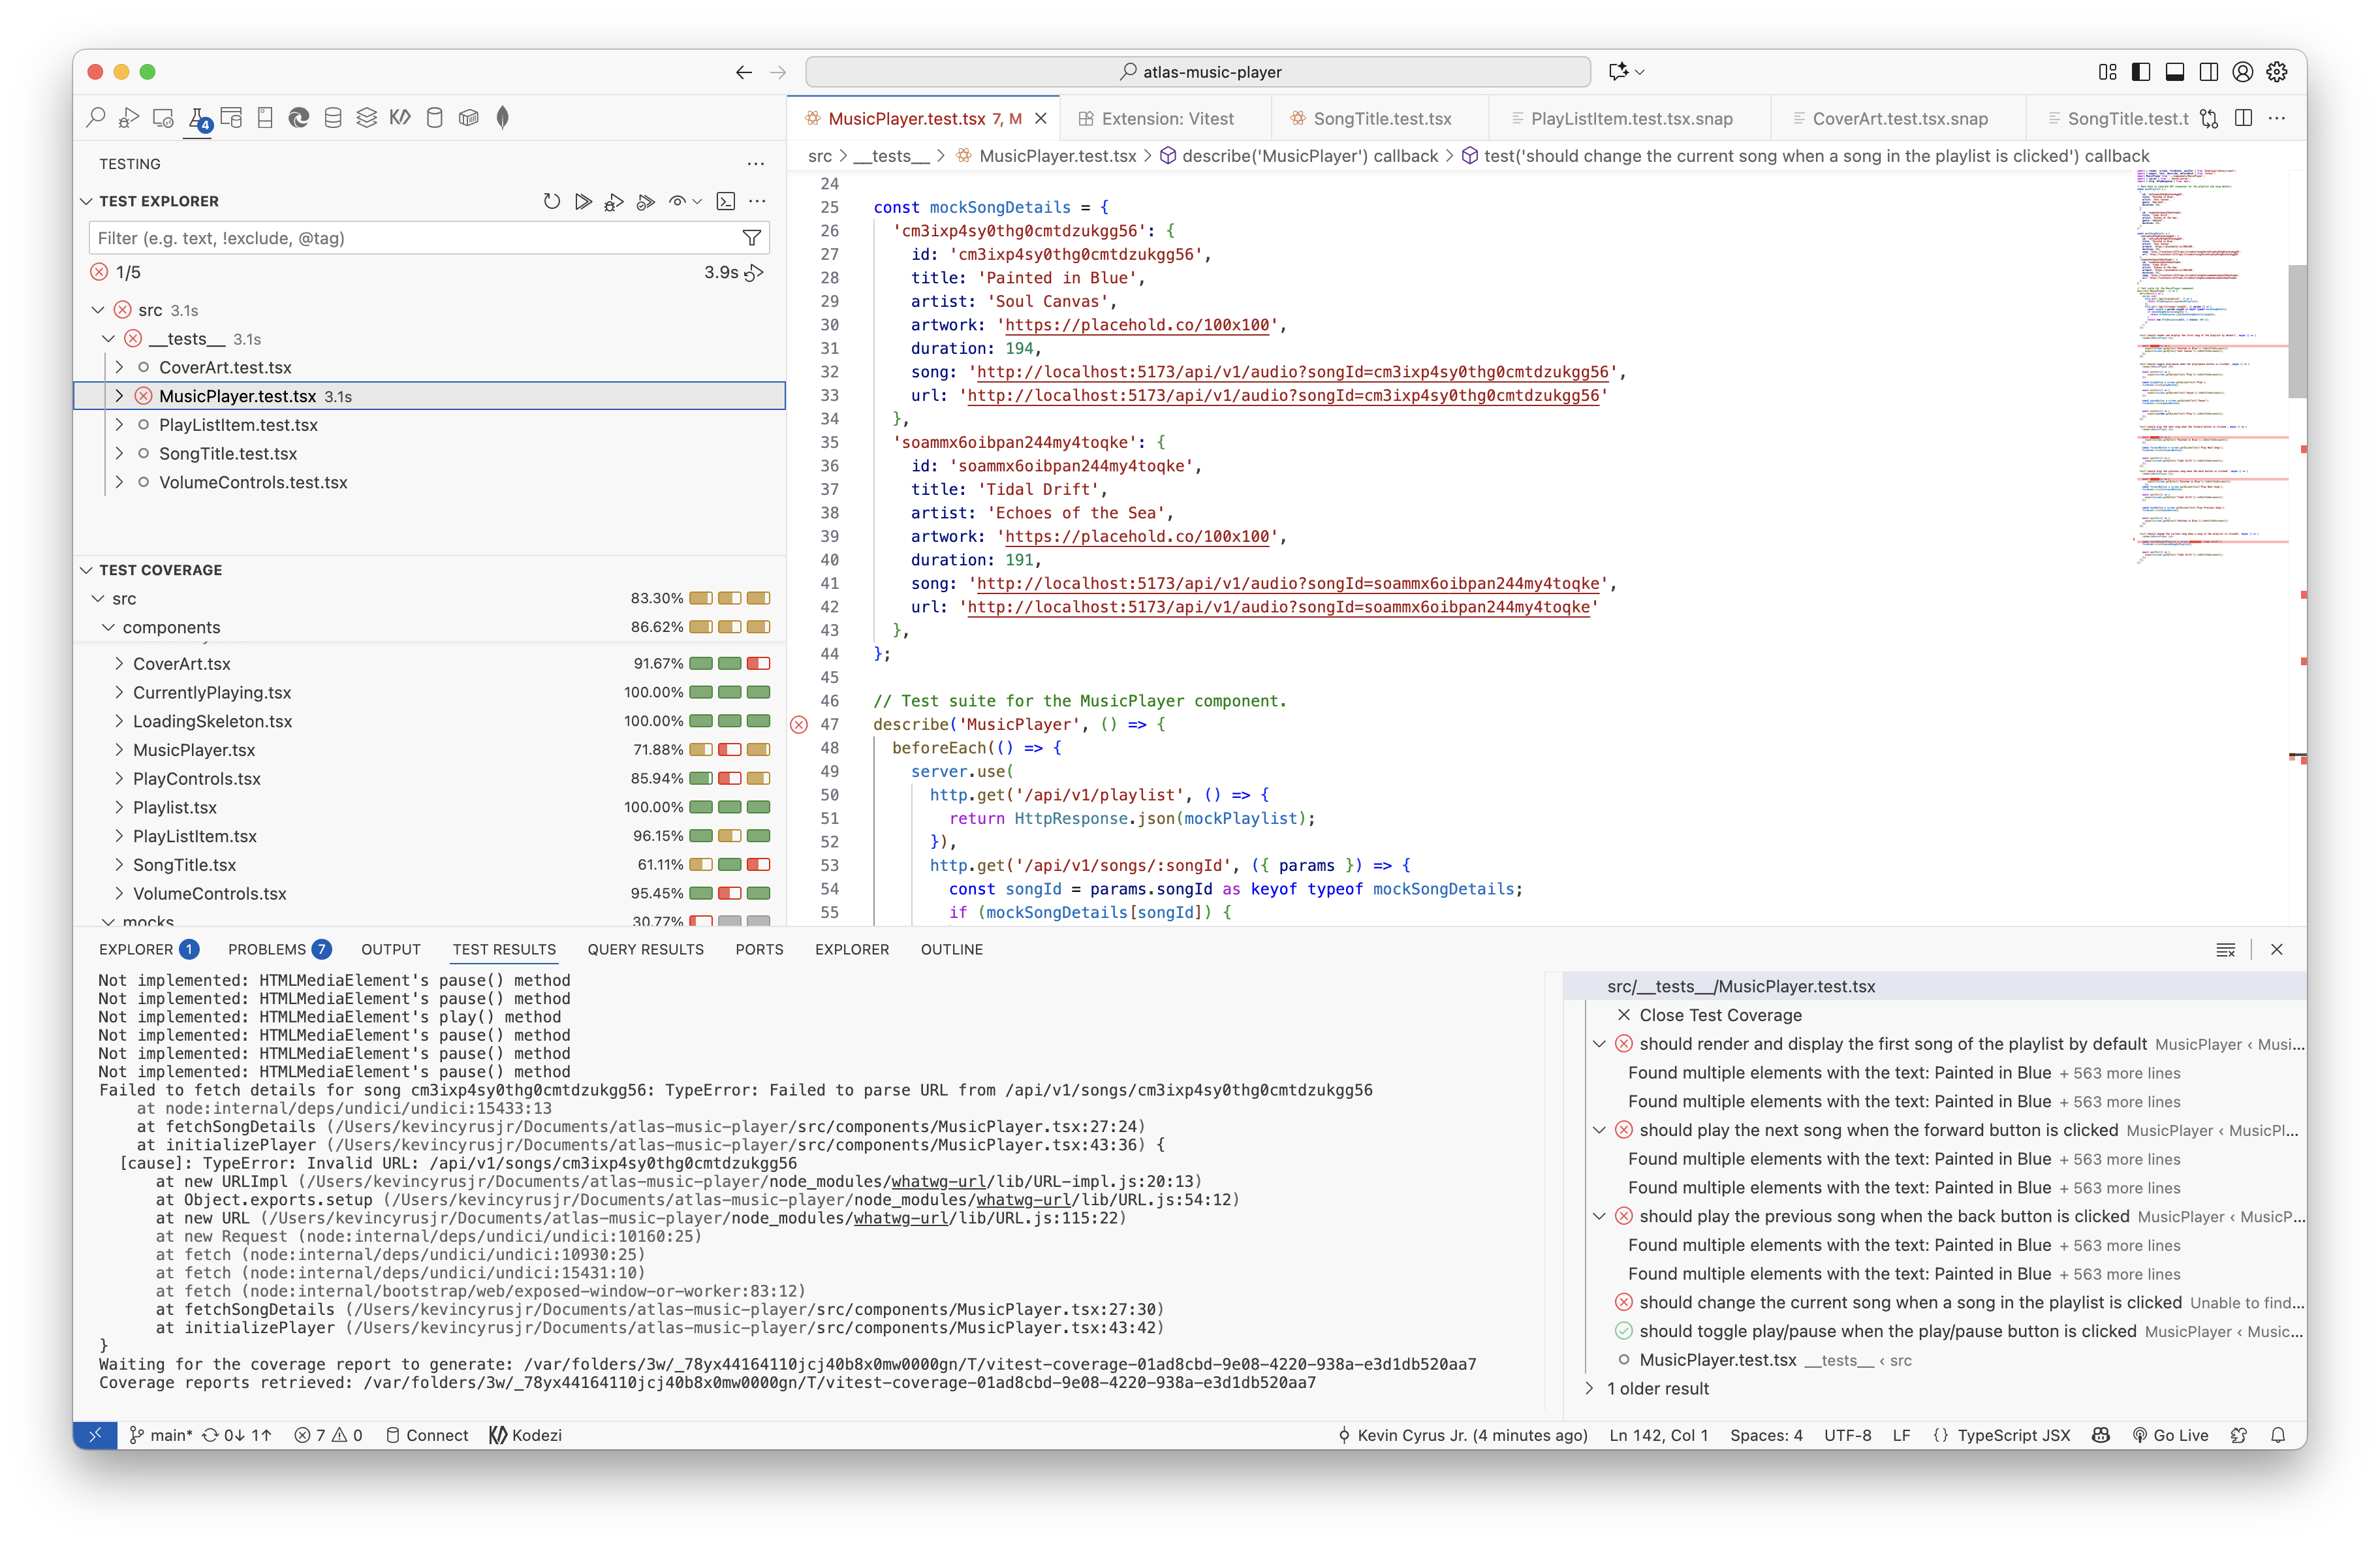 atlas-music-player
4
MusicPlayer.test.tsx 7, M
Extension: Vitest
SongTitle.test.tsx
PlayListItem.test.tsx.snap
CoverArt.test.tsx.snap
SongTitle.test.t
TESTING
TEST EXPLORER
Filter (e.g. text, !exclude, @tag)
1/5
3.9s
src 3.1s
__tests__ 3.1s
CoverArt.test.tsx
MusicPlayer.test.tsx 3.1s
PlayListItem.test.tsx
SongTitle.test.tsx
VolumeControls.test.tsx
TEST COVERAGE
src 83.30%
components 86.62%
CoverArt.tsx 91.67%
CurrentlyPlaying.tsx 100.00%
LoadingSkeleton.tsx 100.00%
MusicPlayer.tsx 71.88%
PlayControls.tsx 85.94%
Playlist.tsx 100.00%
PlayListItem.tsx 96.15%
SongTitle.tsx 61.11%
VolumeControls.tsx 95.45%
mocks 30.77%
src > __tests__ > MusicPlayer.test.tsx > describe('MusicPlayer') callback > test('should change the current song when a song in the playlist is clicked') callback
24
25 const mockSongDetails = {
26 'cm3ixp4sy0thg0cmtdzukgg56': {
27 id: 'cm3ixp4sy0thg0cmtdzukgg56',
28 title: 'Painted in Blue',
29 artist: 'Soul Canvas',
30 artwork: 'https://placehold.co/100x100',
31 duration: 194,
32 song: 'http://localhost:5173/api/v1/audio?songId=cm3ixp4sy0thg0cmtdzukgg56',
33 url: 'http://localhost:5173/api/v1/audio?songId=cm3ixp4sy0thg0cmtdzukgg56'
34 },
35 'soammx6oibpan244my4toqke': {
36 id: 'soammx6oibpan244my4toqke',
37 title: 'Tidal Drift',
38 artist: 'Echoes of the Sea',
39 artwork: 'https://placehold.co/100x100',
40 duration: 191,
41 song: 'http://localhost:5173/api/v1/audio?songId=soammx6oibpan244my4toqke',
42 url: 'http://localhost:5173/api/v1/audio?songId=soammx6oibpan244my4toqke'
43 },
44 };
45
46 // Test suite for the MusicPlayer component.
47 describe('MusicPlayer', () => {
48 beforeEach(() => {
49 server.use(
50 http.get('/api/v1/playlist', () => {
51 return HttpResponse.json(mockPlaylist);
52 }),
53 http.get('/api/v1/songs/:songId', ({ params }) => {
54 const songId = params.songId as keyof typeof mockSongDetails;
55 if (mockSongDetails[songId]) {
EXPLORER 1
PROBLEMS 7
OUTPUT
TEST RESULTS
QUERY RESULTS
PORTS
EXPLORER
OUTLINE
Not implemented: HTMLMediaElement's pause() method
Not implemented: HTMLMediaElement's pause() method
Not implemented: HTMLMediaElement's play() method
Not implemented: HTMLMediaElement's pause() method
Not implemented: HTMLMediaElement's pause() method
Not implemented: HTMLMediaElement's pause() method
Failed to fetch details for song cm3ixp4sy0thg0cmtdzukgg56: TypeError: Failed to parse URL from /api/v1/songs/cm3ixp4sy0thg0cmtdzukgg56
at node:internal/deps/undici/undici:15433:13
at fetchSongDetails (/Users/kevincyrusjr/Documents/atlas-music-player/src/components/MusicPlayer.tsx:27:24)
at initializePlayer (/Users/kevincyrusjr/Documents/atlas-music-player/src/components/MusicPlayer.tsx:43:36) {
[cause]: TypeError: Invalid URL: /api/v1/songs/cm3ixp4sy0thg0cmtdzukgg56
at new URLImpl (/Users/kevincyrusjr/Documents/atlas-music-player/node_modules/whatwg-url/lib/URL-impl.js:20:13)
at Object.exports.setup (/Users/kevincyrusjr/Documents/atlas-music-player/node_modules/whatwg-url/lib/URL.js:54:12)
at new URL (/Users/kevincyrusjr/Documents/atlas-music-player/node_modules/whatwg-url/lib/URL.js:115:22)
at new Request (node:internal/deps/undici/undici:10160:25)
at fetch (node:internal/deps/undici/undici:10930:25)
at fetch (node:internal/deps/undici/undici:15431:10)
at fetch (node:internal/bootstrap/web/exposed-window-or-worker:83:12)
at fetchSongDetails (/Users/kevincyrusjr/Documents/atlas-music-player/src/components/MusicPlayer.tsx:27:30)
at initializePlayer (/Users/kevincyrusjr/Documents/atlas-music-player/src/components/MusicPlayer.tsx:43:42)
}
Waiting for the coverage report to generate: /var/folders/3w/_78yx44164110jcj40b8x0mw0000gn/T/vitest-coverage-01ad8cbd-9e08-4220-938a-e3d1db520aa7
Coverage reports retrieved: /var/folders/3w/_78yx44164110jcj40b8x0mw0000gn/T/vitest-coverage-01ad8cbd-9e08-4220-938a-e3d1db520aa7
src/__tests__/MusicPlayer.test.tsx
Close Test Coverage
should render and display the first song of the playlist by default MusicPlayer ‹ Musi...
Found multiple elements with the text: Painted in Blue + 563 more lines
Found multiple elements with the text: Painted in Blue + 563 more lines
should play the next song when the forward button is clicked MusicPlayer ‹ MusicPl...
Found multiple elements with the text: Painted in Blue + 563 more lines
Found multiple elements with the text: Painted in Blue + 563 more lines
should play the previous song when the back button is clicked MusicPlayer ‹ MusicP...
Found multiple elements with the text: Painted in Blue + 563 more lines
Found multiple elements with the text: Painted in Blue + 563 more lines
should change the current song when a song in the playlist is clicked Unable to find...
should toggle play/pause when the play/pause button is clicked MusicPlayer ‹ Music...
MusicPlayer.test.tsx __tests__ ‹ src
1 older result
main* 0↓ 1↑ 7 0 Connect Kodezi
Kevin Cyrus Jr. (4 minutes ago) Ln 142, Col 1 Spaces: 4 UTF-8 LF {} TypeScript JSX Go Live